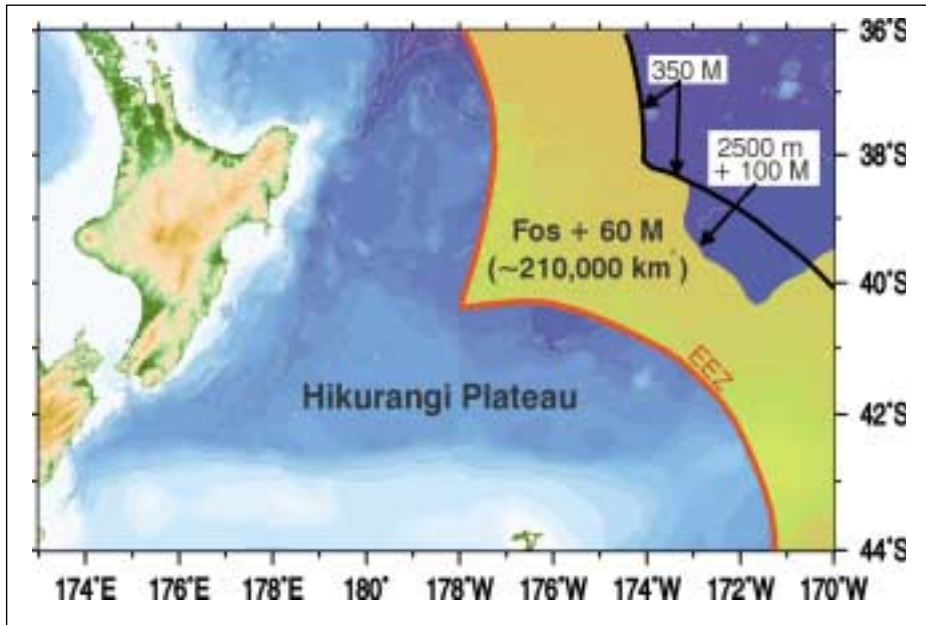 36°S
350 M
2500 m
+ 100 M
38°S
Fos + 60 M
(~210,000 km²)
40°S
EEZ
Hikurangi Plateau
42°S
44°S
174°E 176°E 178°E 180° 178°W 176°W 174°W 172°W 170°W